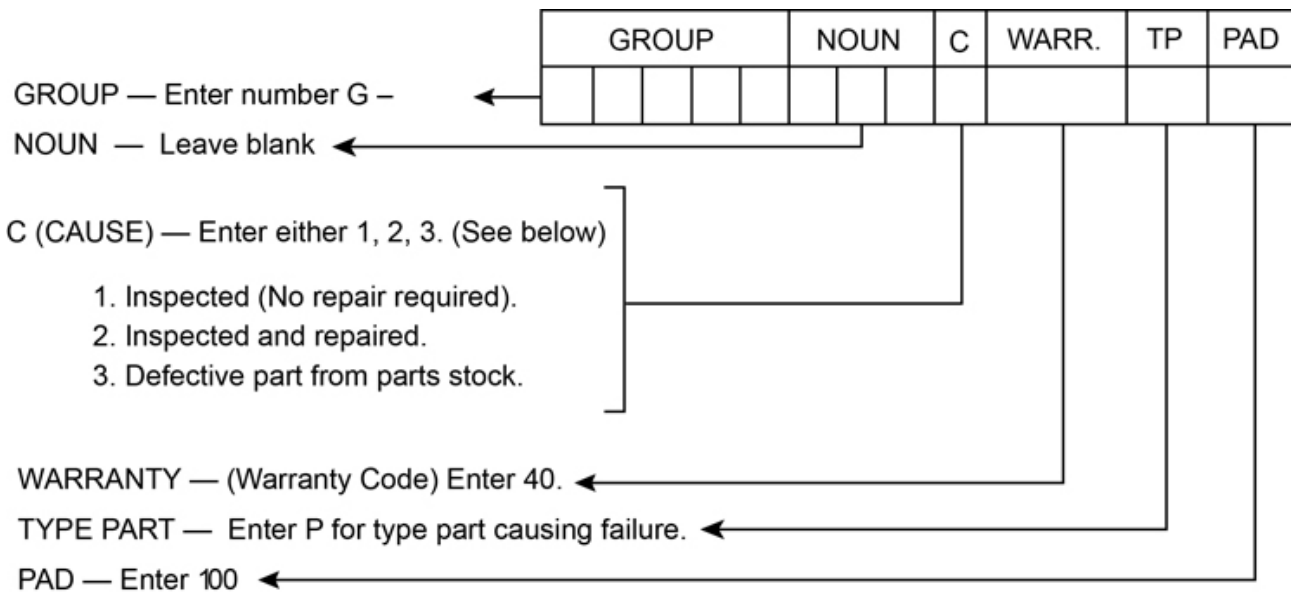 GROUP NOUN C WARR. TP PAD
GROUP — Enter number G –
NOUN — Leave blank
C (CAUSE) — Enter either 1, 2, 3. (See below)
1. Inspected (No repair required).
2. Inspected and repaired.
3. Defective part from parts stock.
WARRANTY — (Warranty Code) Enter 40.
TYPE PART — Enter P for type part causing failure.
PAD — Enter 100